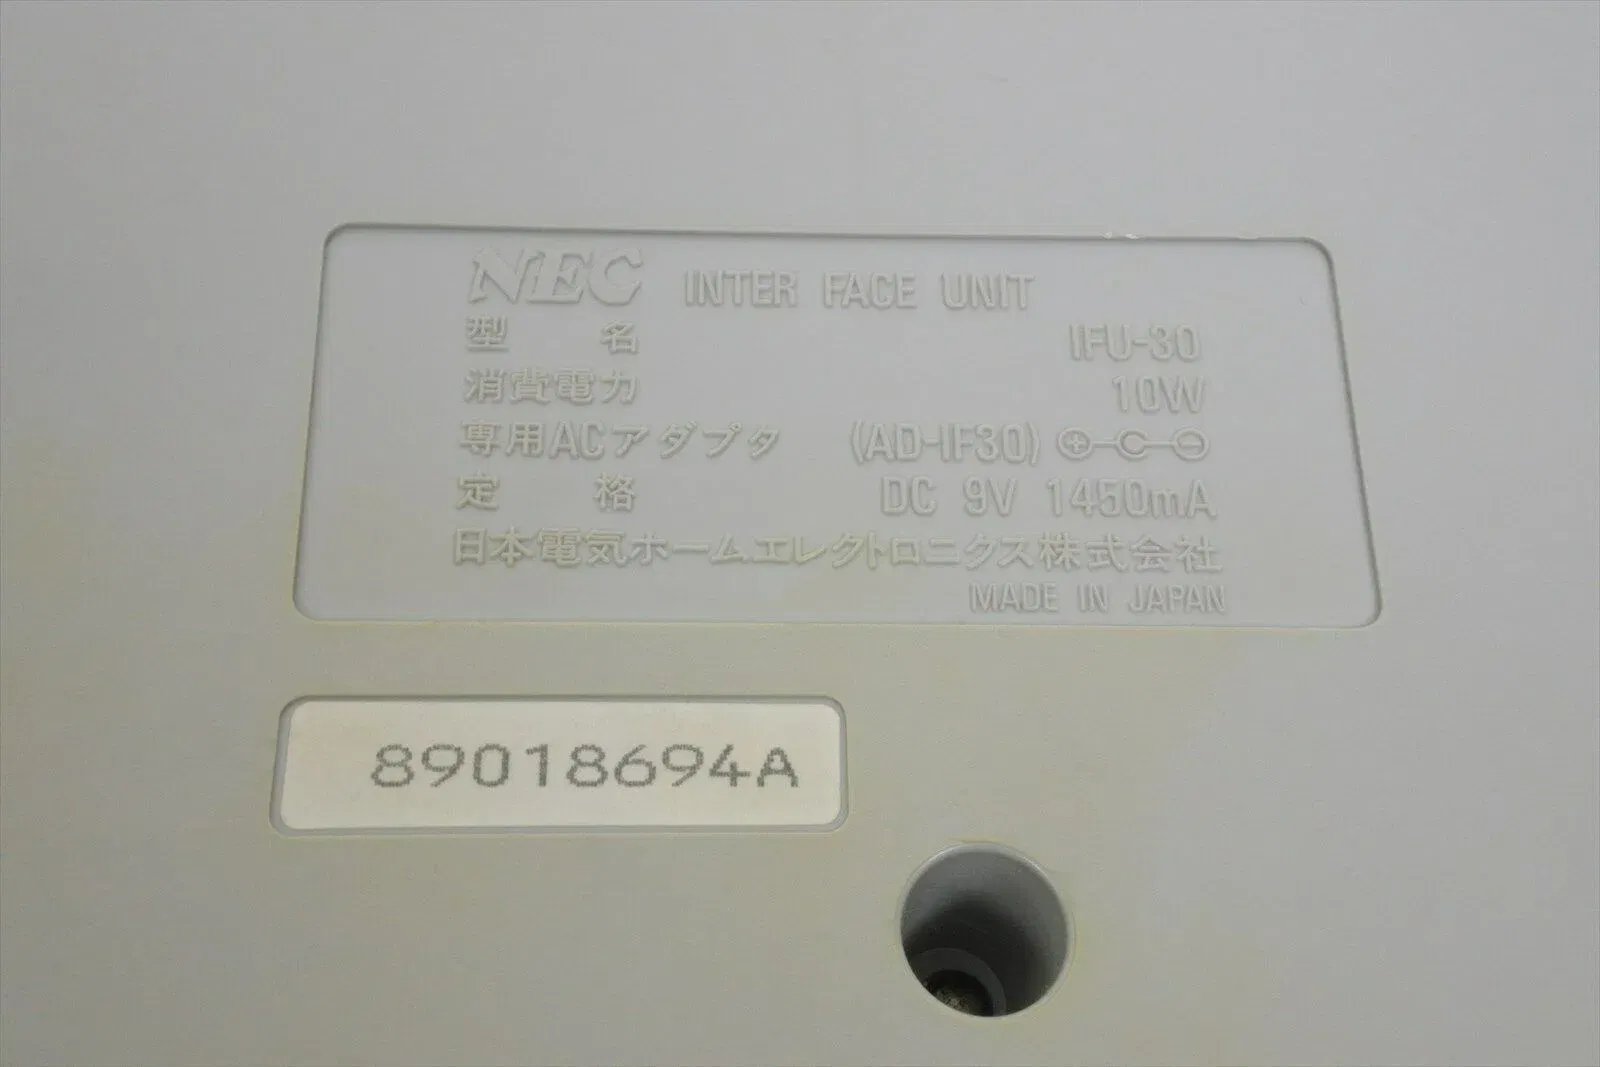 NEC INTER FACE UNIT
型 名 IFU-30
消費電力 10W
専用ACアダプタ (AD-IF30)
定 格 DC 9V 1450mA
日本電気ホームエレクトロニクス株式会社
MADE IN JAPAN
89018694A